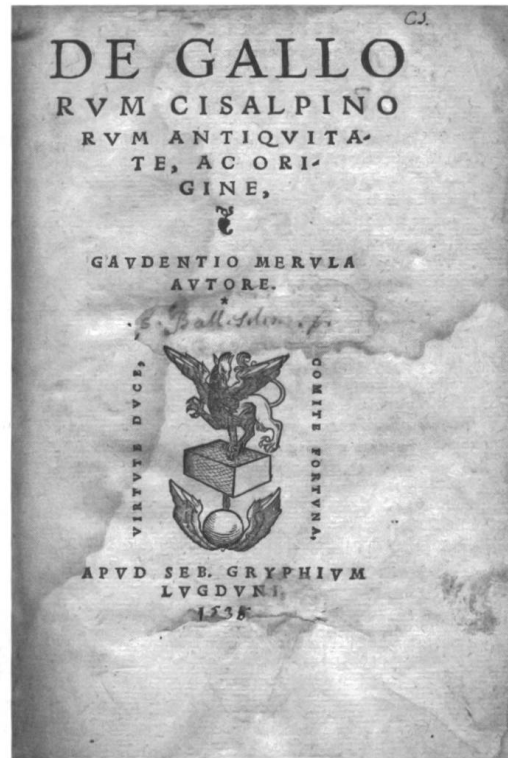 DE GALLO
RVM CISALPINO
RVM ANTIQVITA-
TE, AC ORI-
GINE,
GAVDENTIO MERVLA
AVTORE.
*
VIRTVTE DVCE,
COMITE FORTVNA,
APVD SEB. GRYPHIVM
LVGDVNI,